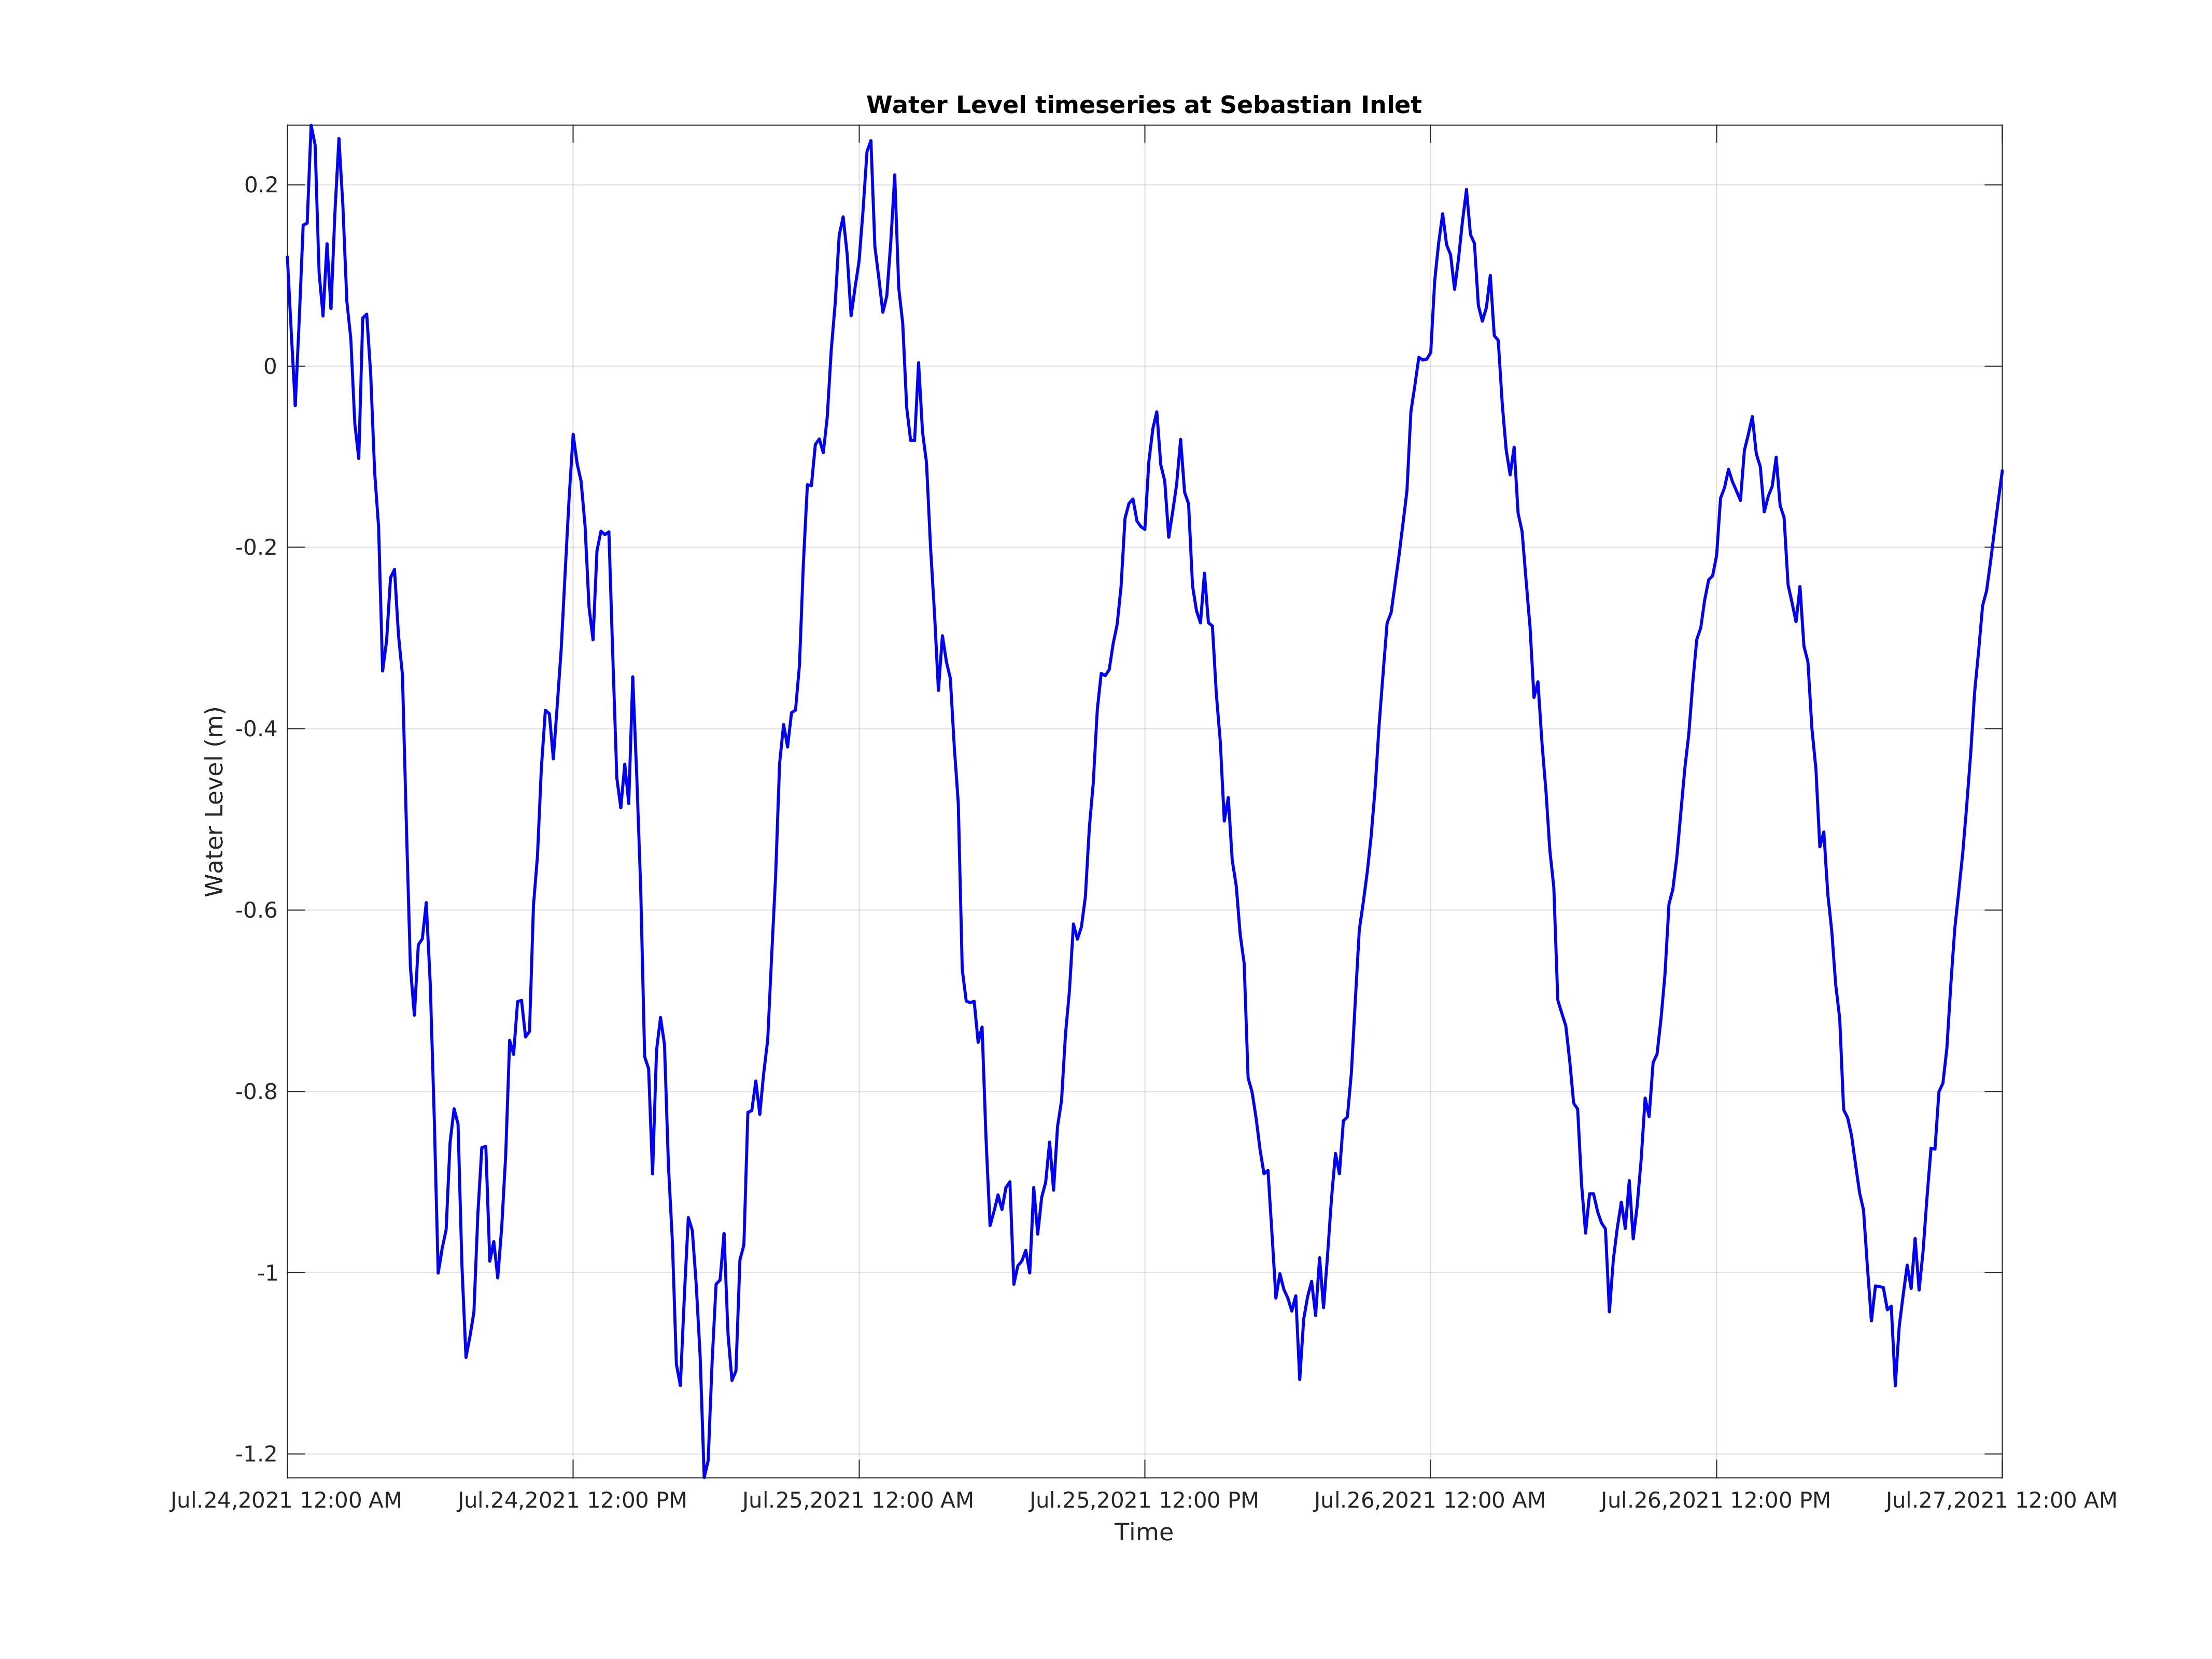 Water Level timeseries at Sebastian Inlet
0.2
0
-0.2
-0.4
-0.6
-0.8
-1
-1.2
Water Level (m)
Jul.24,2021 12:00 AM
Jul.24,2021 12:00 PM
Jul.25,2021 12:00 AM
Jul.25,2021 12:00 PM
Jul.26,2021 12:00 AM
Jul.26,2021 12:00 PM
Jul.27,2021 12:00 AM
Time